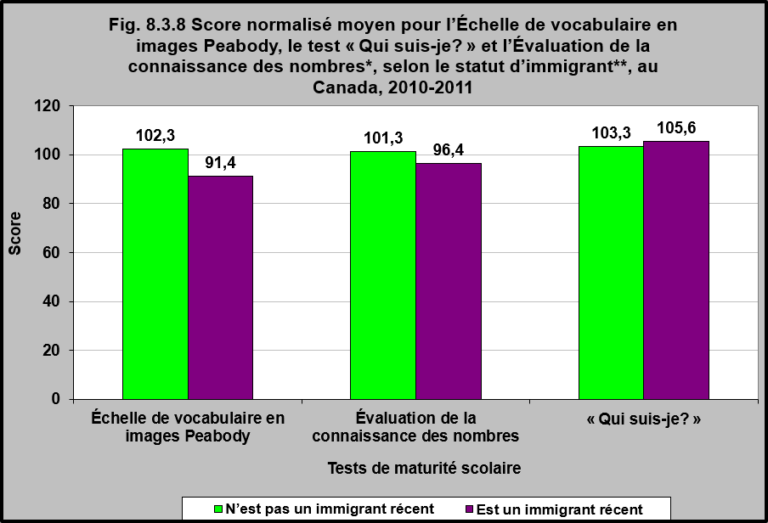 Fig. 8.3.8 Score normalisé moyen pour l'Échelle de vocabulaire en
images Peabody, le test « Qui suis-je? » et l'Évaluation de la
connaissance des nombres*, selon le statut d'immigrant**, au
Canada, 2010-2011
120
100
80
60
40
20
0
Score
102,3
91,4
101,3
96,4
103,3
105,6
Échelle de vocabulaire en
images Peabody
Évaluation de la
connaissance des nombres
« Qui suis-je? »
Tests de maturité scolaire
N'est pas un immigrant récent
Est un immigrant récent